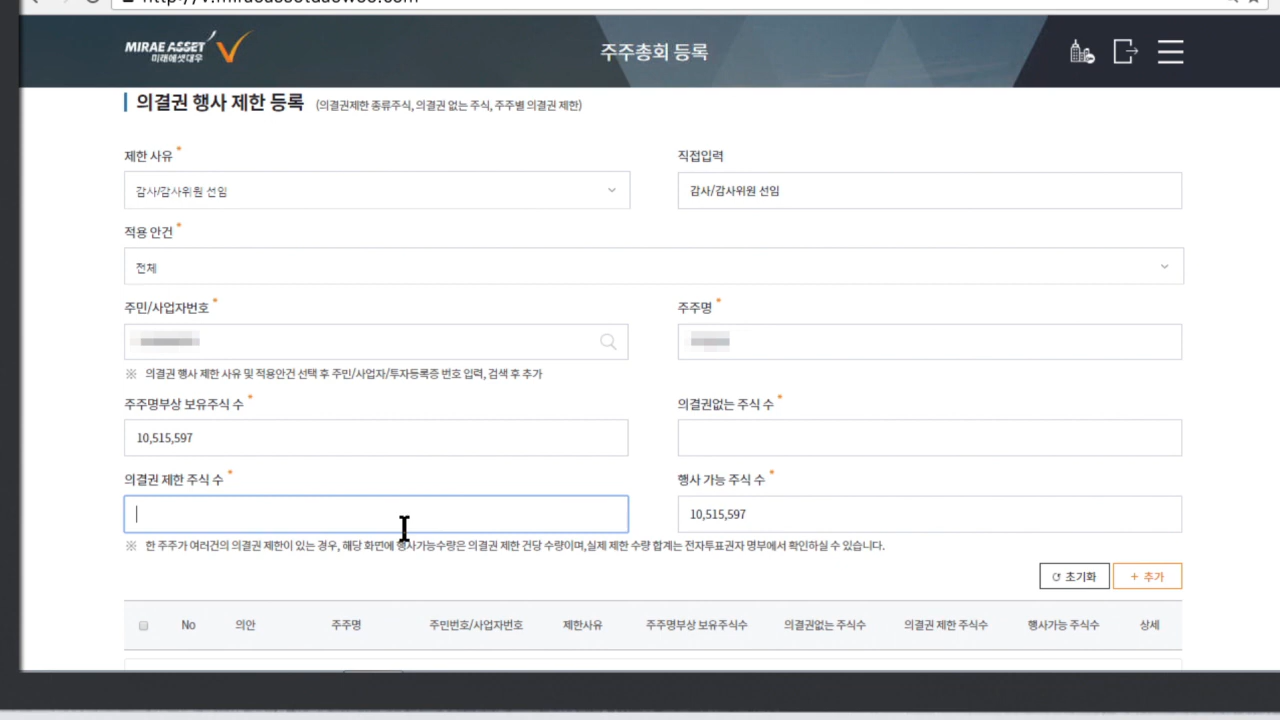 MIRAE ASSET
미래에셋대우
주주총회 등록
의결권 행사 제한 등록 (의결권제한 종류주식, 의결권 없는 주식, 주주별 의결권 제한)
제한 사유 * 직접입력
감사/감사위원 선임 감사/감사위원 선임
적용 안건 *
전체
주민/사업자번호 * 주주명 *
※ 의결권 행사 제한 사유 및 적용안건 선택 후 주민/사업자/투자등록증 번호 입력, 검색 후 추가
주주명부상 보유주식 수 * 의결권없는 주식 수 *
10,515,597
의결권 제한 주식 수 * 행사 가능 주식 수 *
10,515,597
※ 한 주주가 여러건의 의결권 제한이 있는 경우, 해당 화면에 행사가능수량은 의결권 제한 건당 수량이며,실제 제한 수량 합계는 전자투표권자 명부에서 확인하실 수 있습니다.
초기화 + 추가
No 의안 주주명 주민번호/사업자번호 제한사유 주주명부상 보유주식수 의결권없는 주식수 의결권 제한 주식수 행사가능 주식수 상세